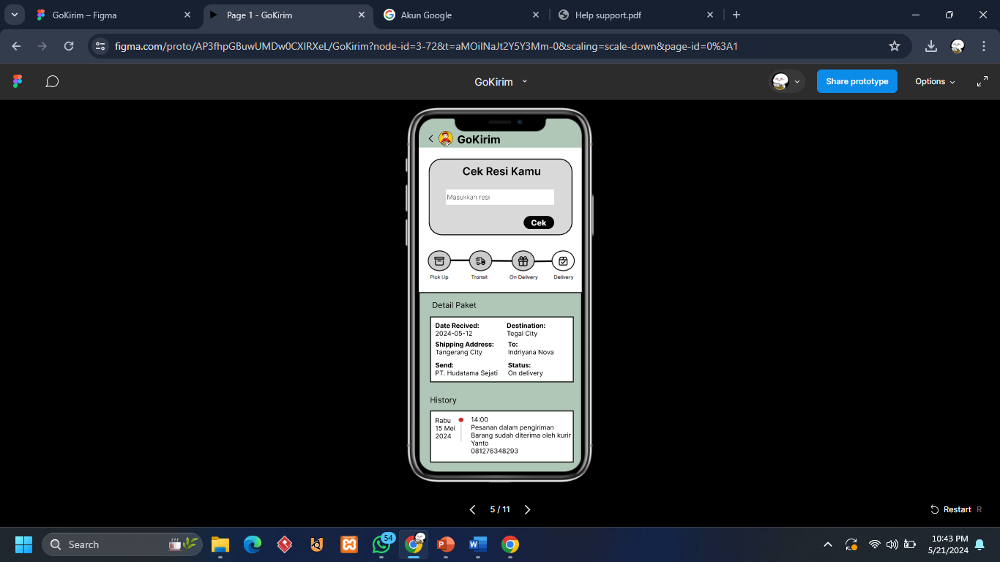 GoKirim – Figma
Page 1 - GoKirim
Akun Google
Help support.pdf
figma.com/proto/AP3fhpGBuwUMDw0CXlRXeL/GoKirim?node-id=3-72&t=aMOilNaJt2Y5Y3Mm-0&scaling=scale-down&page-id=0%3A1
GoKirim
Share prototype
Options
GoKirim
Cek Resi Kamu
Masukkan resi
Cek
Pick Up
Transit
On Delivery
Delivery
Detail Paket
Date Recived:
2024-05-12
Destination:
Tegal City
Shipping Address:
Tangerang City
To:
Indriyana Nova
Send:
PT. Hudatama Sejati
Status:
On delivery
History
Rabu
15 Mei
2024
14:00
Pesanan dalam pengiriman
Barang sudah diterima oleh kurir
Yanto
081276348293
5 / 11
Restart R
Search
54
10:43 PM
5/21/2024